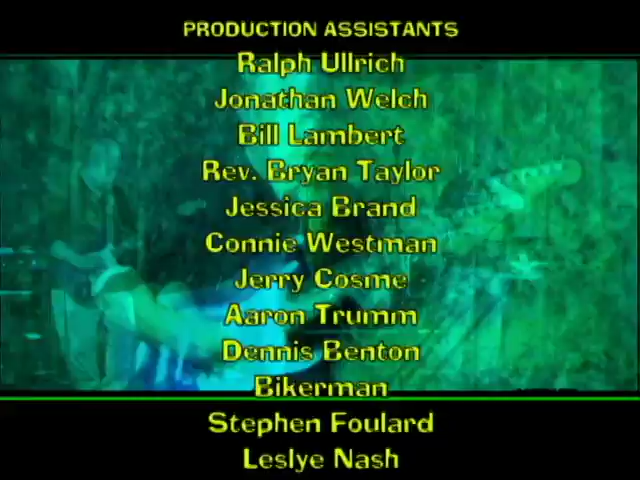 PRODUCTION ASSISTANTS
Ralph Ullrich
Jonathan Welch
Bill Lambert
Rev. Bryan Taylor
Jessica Brand
Connie Westman
Jerry Cosme
Aaron Trumm
Dennis Benton
Bikerman
Stephen Foulard
Leslye Nash